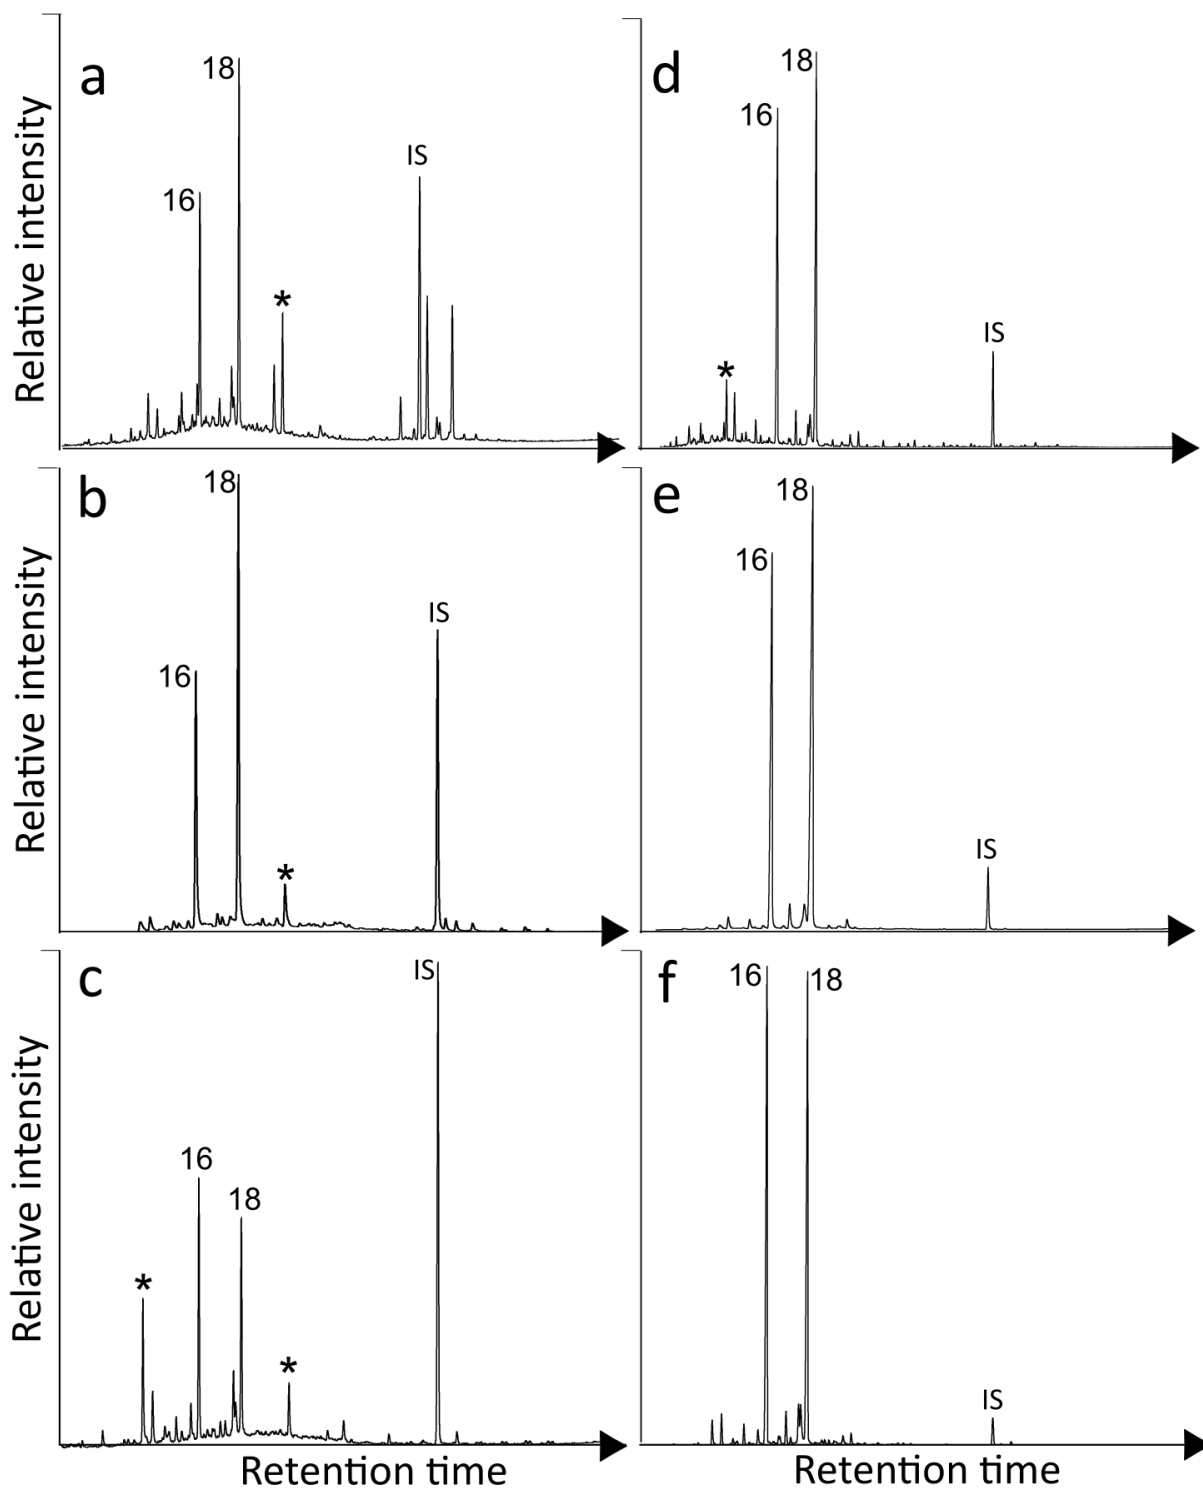 a
18
16
IS
*
Relative intensity
d
18
16
IS
*
b
18
16
IS
*
Relative intensity
e
18
16
IS
c
IS
16
18
*
*
Relative intensity
Retention time
f
16
18
IS
Retention time